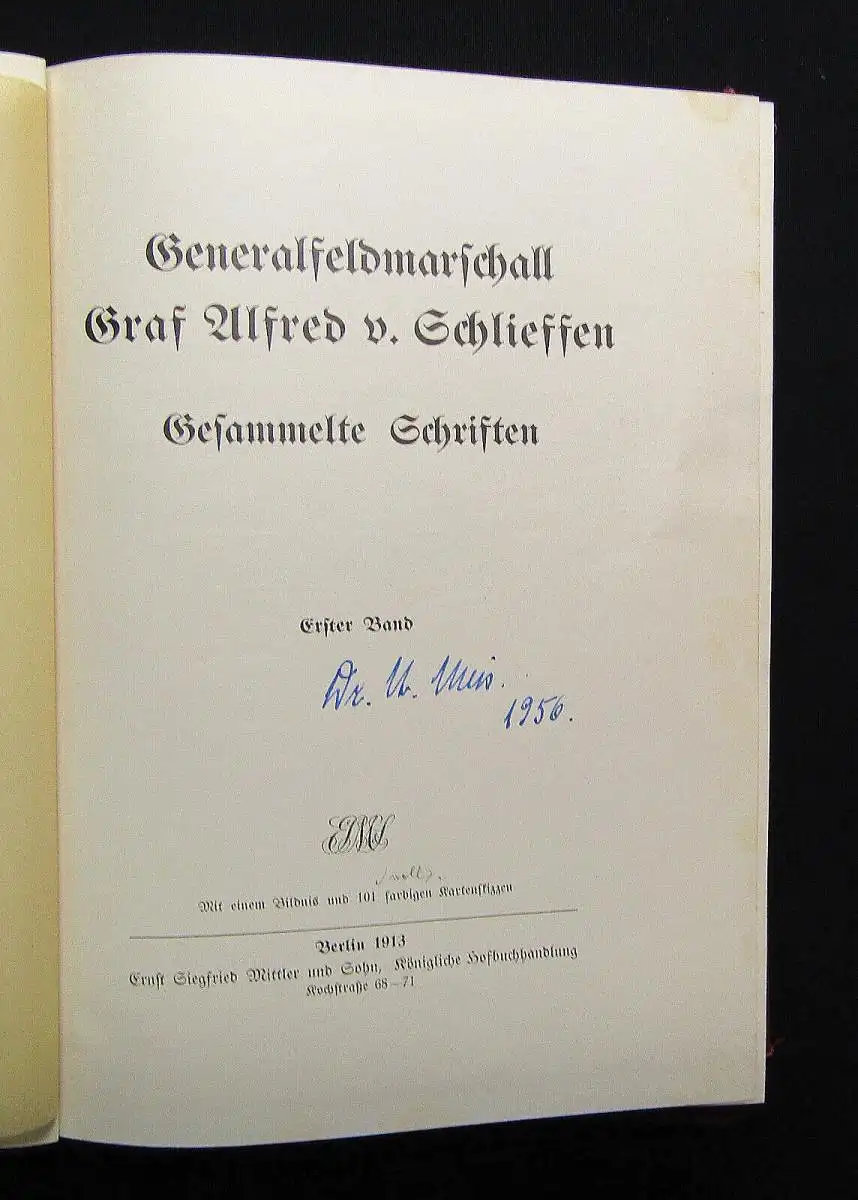 Generalfeldmarschall
Graf Alfred v. Schlieffen
Gesammelte Schriften
Erster Band
Dr. U.
1956.
Mit einem Bildnis und 101 farbigen Kartenskizzen
Berlin 1913
Ernst Siegfried Mittler und Sohn, Königliche Hofbuchhandlung
Kochstraße 68–71